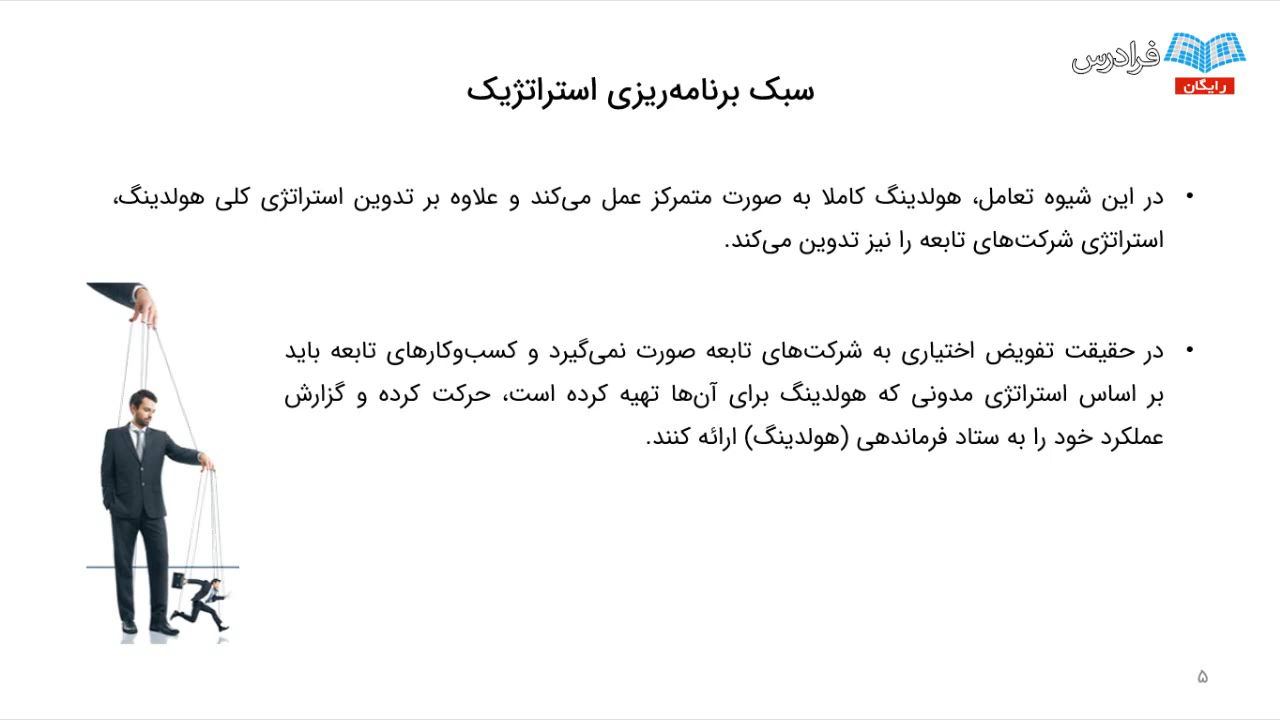 فرادرس
رایگان
سبک برنامه‌ریزی استراتژیک
• در این شیوه تعامل، هولدینگ کاملا به صورت متمرکز عمل می‌کند و علاوه بر تدوین استراتژی کلی هولدینگ،
استراتژی شرکت‌های تابعه را نیز تدوین می‌کند.
• در حقیقت تفویض اختیاری به شرکت‌های تابعه صورت نمی‌گیرد و کسب‌وکارهای تابعه باید
بر اساس استراتژی مدونی که هولدینگ برای آن‌ها تهیه کرده است، حرکت کرده و گزارش
عملکرد خود را به ستاد فرماندهی (هولدینگ) ارائه کنند.
۵